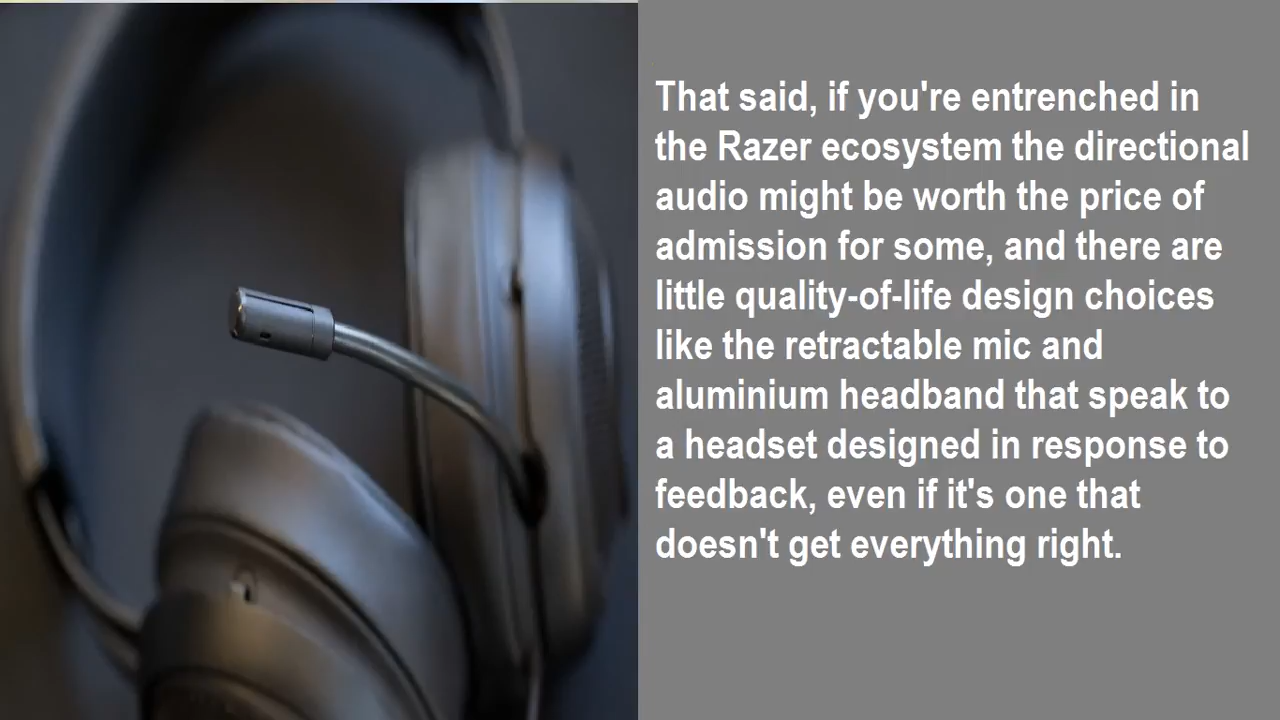 That said, if you're entrenched in
the Razer ecosystem the directional
audio might be worth the price of
admission for some, and there are
little quality-of-life design choices
like the retractable mic and
aluminium headband that speak to
a headset designed in response to
feedback, even if it's one that
doesn't get everything right.